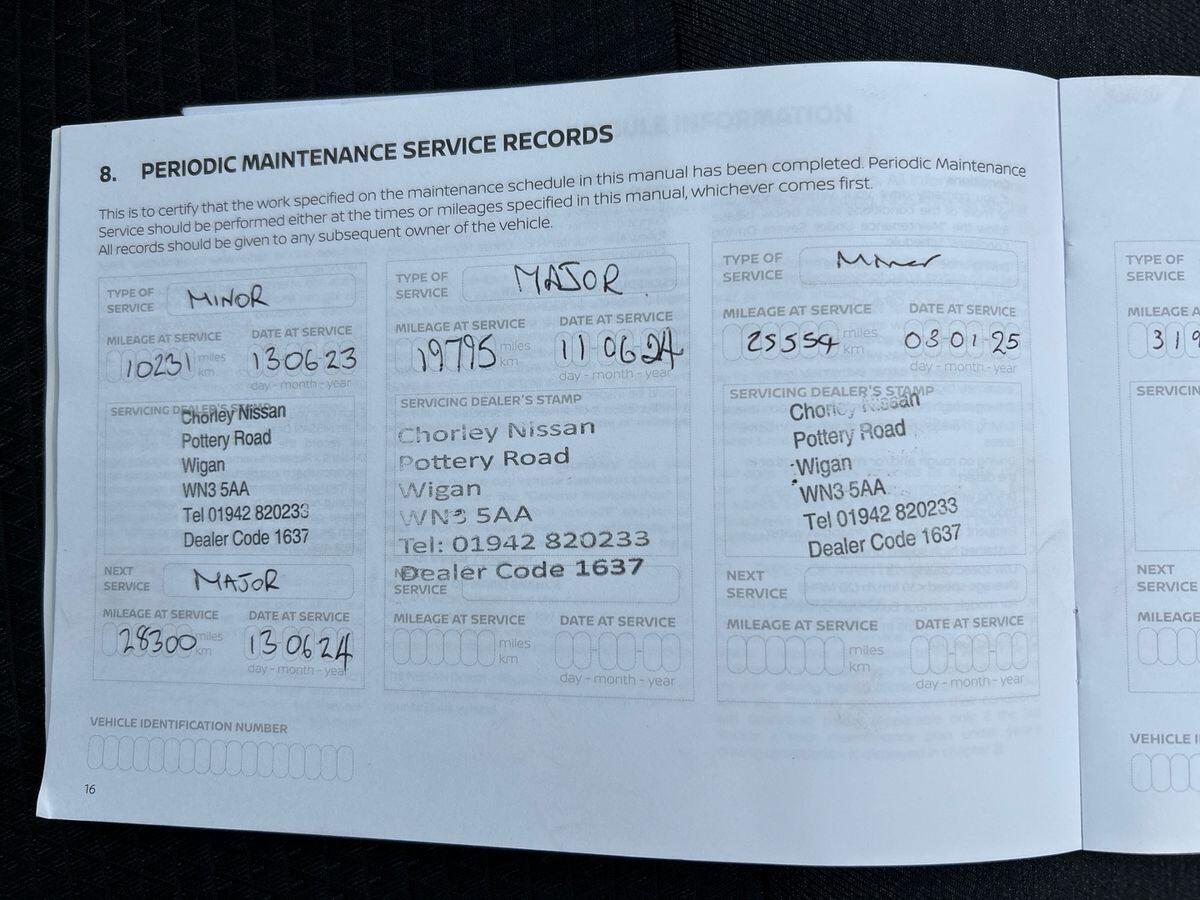 8. PERIODIC MAINTENANCE SERVICE RECORDS
This is to certify that the work specified on the maintenance schedule in this manual has been completed. Periodic Maintenance
Service should be performed either at the times or mileages specified in this manual, whichever comes first.
All records should be given to any subsequent owner of the vehicle.
TYPE OF
SERVICE
MINOR
MILEAGE AT SERVICE
DATE AT SERVICE
10231 miles
km
130623
day - month - year
SERVICING DEALER'S STAMP
Chorley Nissan
Pottery Road
Wigan
WN3 5AA
Tel 01942 820233
Dealer Code 1637
NEXT
SERVICE
MAJOR
MILEAGE AT SERVICE
DATE AT SERVICE
28300 miles
km
130624
day - month - year
TYPE OF
SERVICE
MAJOR
MILEAGE AT SERVICE
DATE AT SERVICE
19795 miles
km
11-06-24
day - month - year
SERVICING DEALER'S STAMP
Chorley Nissan
Pottery Road
Wigan
WN3 5AA
Tel: 01942 820233
Dealer Code 1637
NEXT
SERVICE
MILEAGE AT SERVICE
DATE AT SERVICE
miles
km
day - month - year
TYPE OF
SERVICE
Minor
MILEAGE AT SERVICE
DATE AT SERVICE
25554 miles
km
03-01-25
day - month - year
SERVICING DEALER'S STAMP
Chorley Nissan
Pottery Road
Wigan
WN3 5AA
Tel 01942 820233
Dealer Code 1637
NEXT
SERVICE
MILEAGE AT SERVICE
DATE AT SERVICE
miles
km
day - month - year
VEHICLE IDENTIFICATION NUMBER
16
TYPE OF
SERVICE
MILEAGE A
319
SERVICIN
NEXT
SERVICE
MILEAGE
VEHICLE I